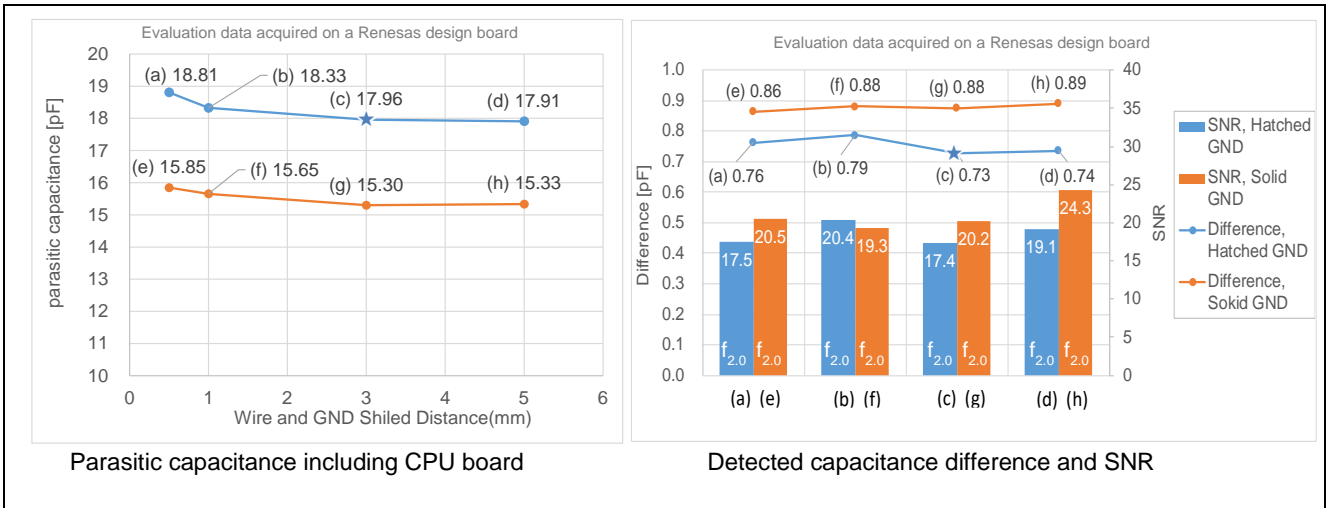 Evaluation data acquired on a Renesas design board
parasitic capacitance [pF]
20
19
18
17
16
15
14
13
12
11
10
(a) 18.81
(b) 18.33
(c) 17.96
(d) 17.91
(e) 15.85
(f) 15.65
(g) 15.30
(h) 15.33
0
1
2
3
4
5
6
Wire and GND Shiled Distance(mm)
Parasitic capacitance including CPU board
Evaluation data acquired on a Renesas design board
Difference [pF]
1.0
0.9
0.8
0.7
0.6
0.5
0.4
0.3
0.2
0.1
0.0
(e) 0.86
(f) 0.88
(g) 0.88
(h) 0.89
(a) 0.76
(b) 0.79
(c) 0.73
(d) 0.74
17.5
20.5
20.4
19.3
17.4
20.2
19.1
24.3
f2.0 f2.0 f2.0 f2.0 f2.0 f2.0 f2.0 f2.0
(a) (e)
(b) (f)
(c) (g)
(d) (h)
40
35
30
25
20
15
10
5
0
SNR
SNR, Hatched
GND
SNR, Solid
GND
Difference,
Hatched GND
Difference,
Sokid GND
Detected capacitance difference and SNR